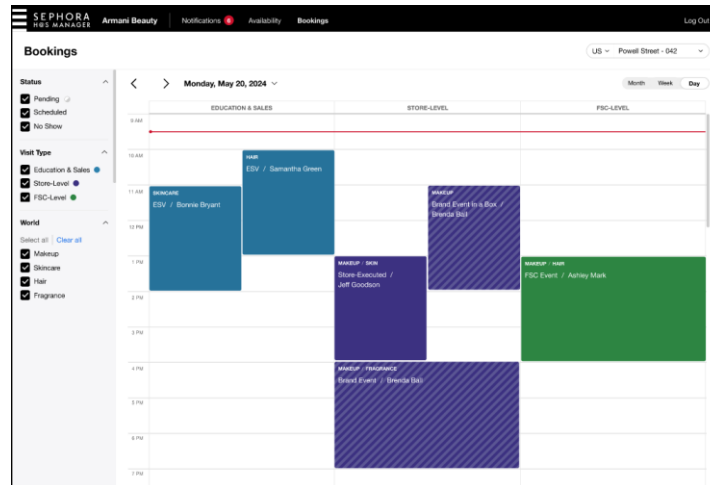 SEPHORA
H@S MANAGER
Armani Beauty
Notifications 6
Availability
Bookings
Log Out
Bookings
US
Powell Street - 042
Status
Pending
Scheduled
No Show
Visit Type
Education & Sales
Store-Level
FSC-Level
World
Select all | Clear all
Makeup
Skincare
Hair
Fragrance
Monday, May 20, 2024
Month
Week
Day
EDUCATION & SALES
STORE-LEVEL
FSC-LEVEL
9 AM
10 AM
HAIR
ESV / Samantha Green
11 AM
SKINCARE
ESV / Bonnie Bryant
MAKEUP
Brand Event in a Box /
Brenda Ball
12 PM
1 PM
MAKEUP / SKIN
Store-Executed /
Jeff Goodson
MAKEUP / HAIR
FSC Event / Ashley Mark
2 PM
3 PM
4 PM
MAKEUP / FRAGRANCE
Brand Event / Brenda Ball
5 PM
6 PM
7 PM